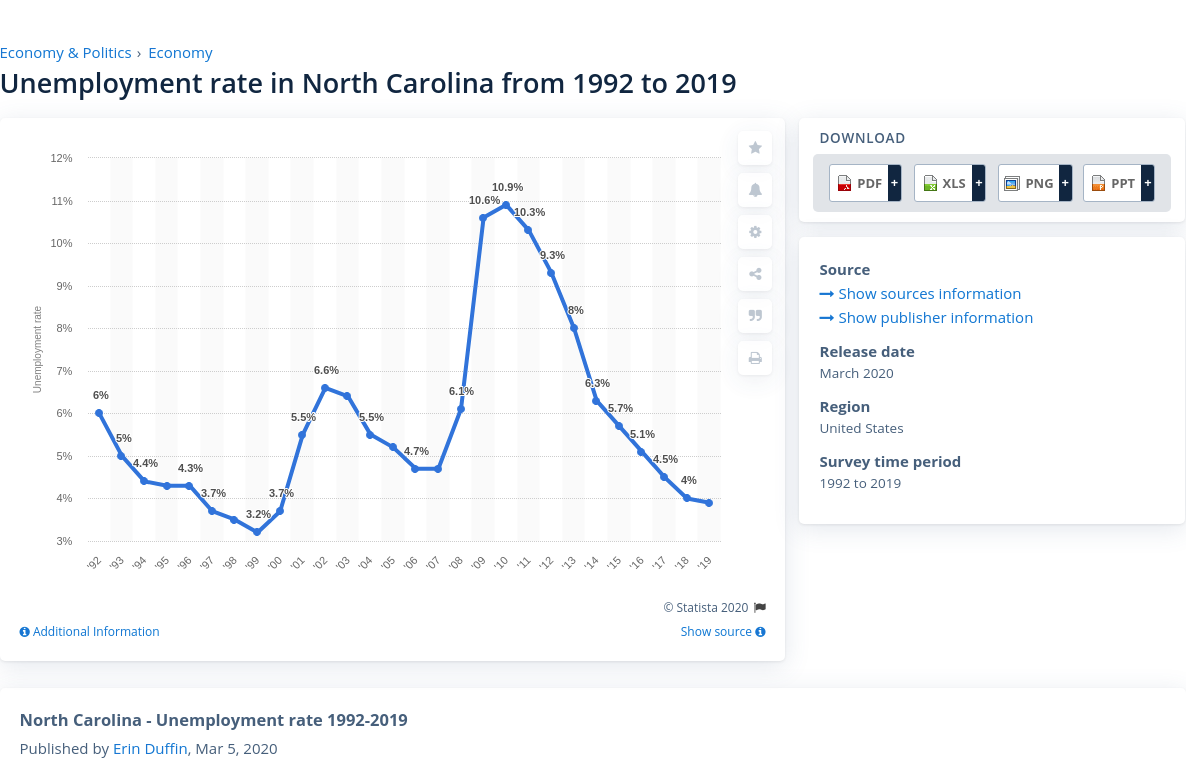 Economy & Politics › Economy
Unemployment rate in North Carolina from 1992 to 2019
12%
11%
10%
9%
8%
7%
6%
5%
4%
3%
Unemployment rate
6%
5%
4.4%
4.3%
3.7%
3.2%
3.7%
5.5%
6.6%
5.5%
4.7%
6.1%
10.6%
10.9%
10.3%
9.3%
8%
6.3%
5.7%
5.1%
4.5%
4%
'92 '93 '94 '95 '96 '97 '98 '99 '00 '01 '02 '03 '04 '05 '06 '07 '08 '09 '10 '11 '12 '13 '14 '15 '16 '17 '18 '19
© Statista 2020
Additional Information
Show source
DOWNLOAD
PDF + XLS + PNG + PPT +
Source
Show sources information
Show publisher information
Release date
March 2020
Region
United States
Survey time period
1992 to 2019
North Carolina - Unemployment rate 1992-2019
Published by Erin Duffin, Mar 5, 2020